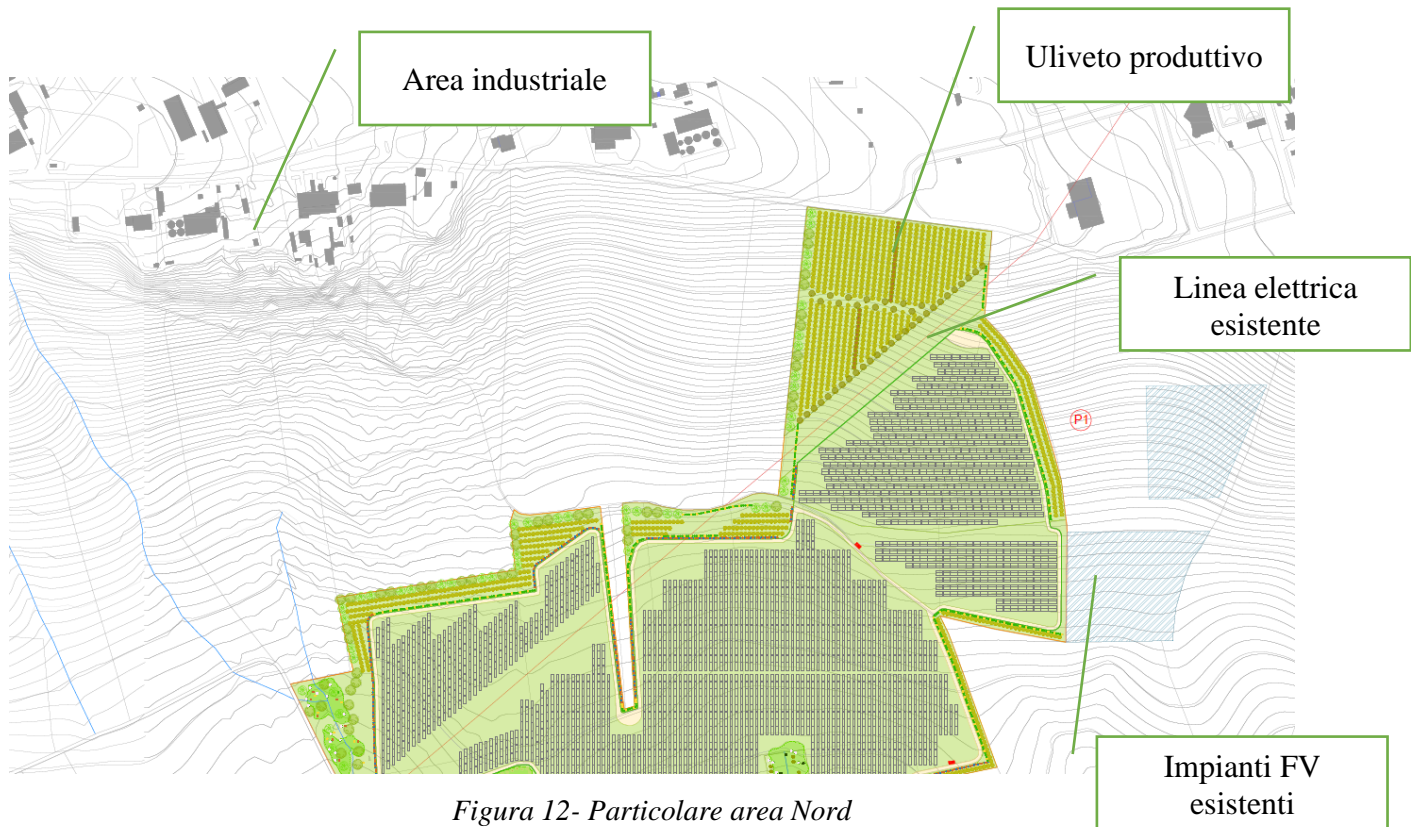 Area industriale
Uliveto produttivo
Linea elettrica
esistente
P1
Impianti FV
esistenti
Figura 12- Particolare area Nord